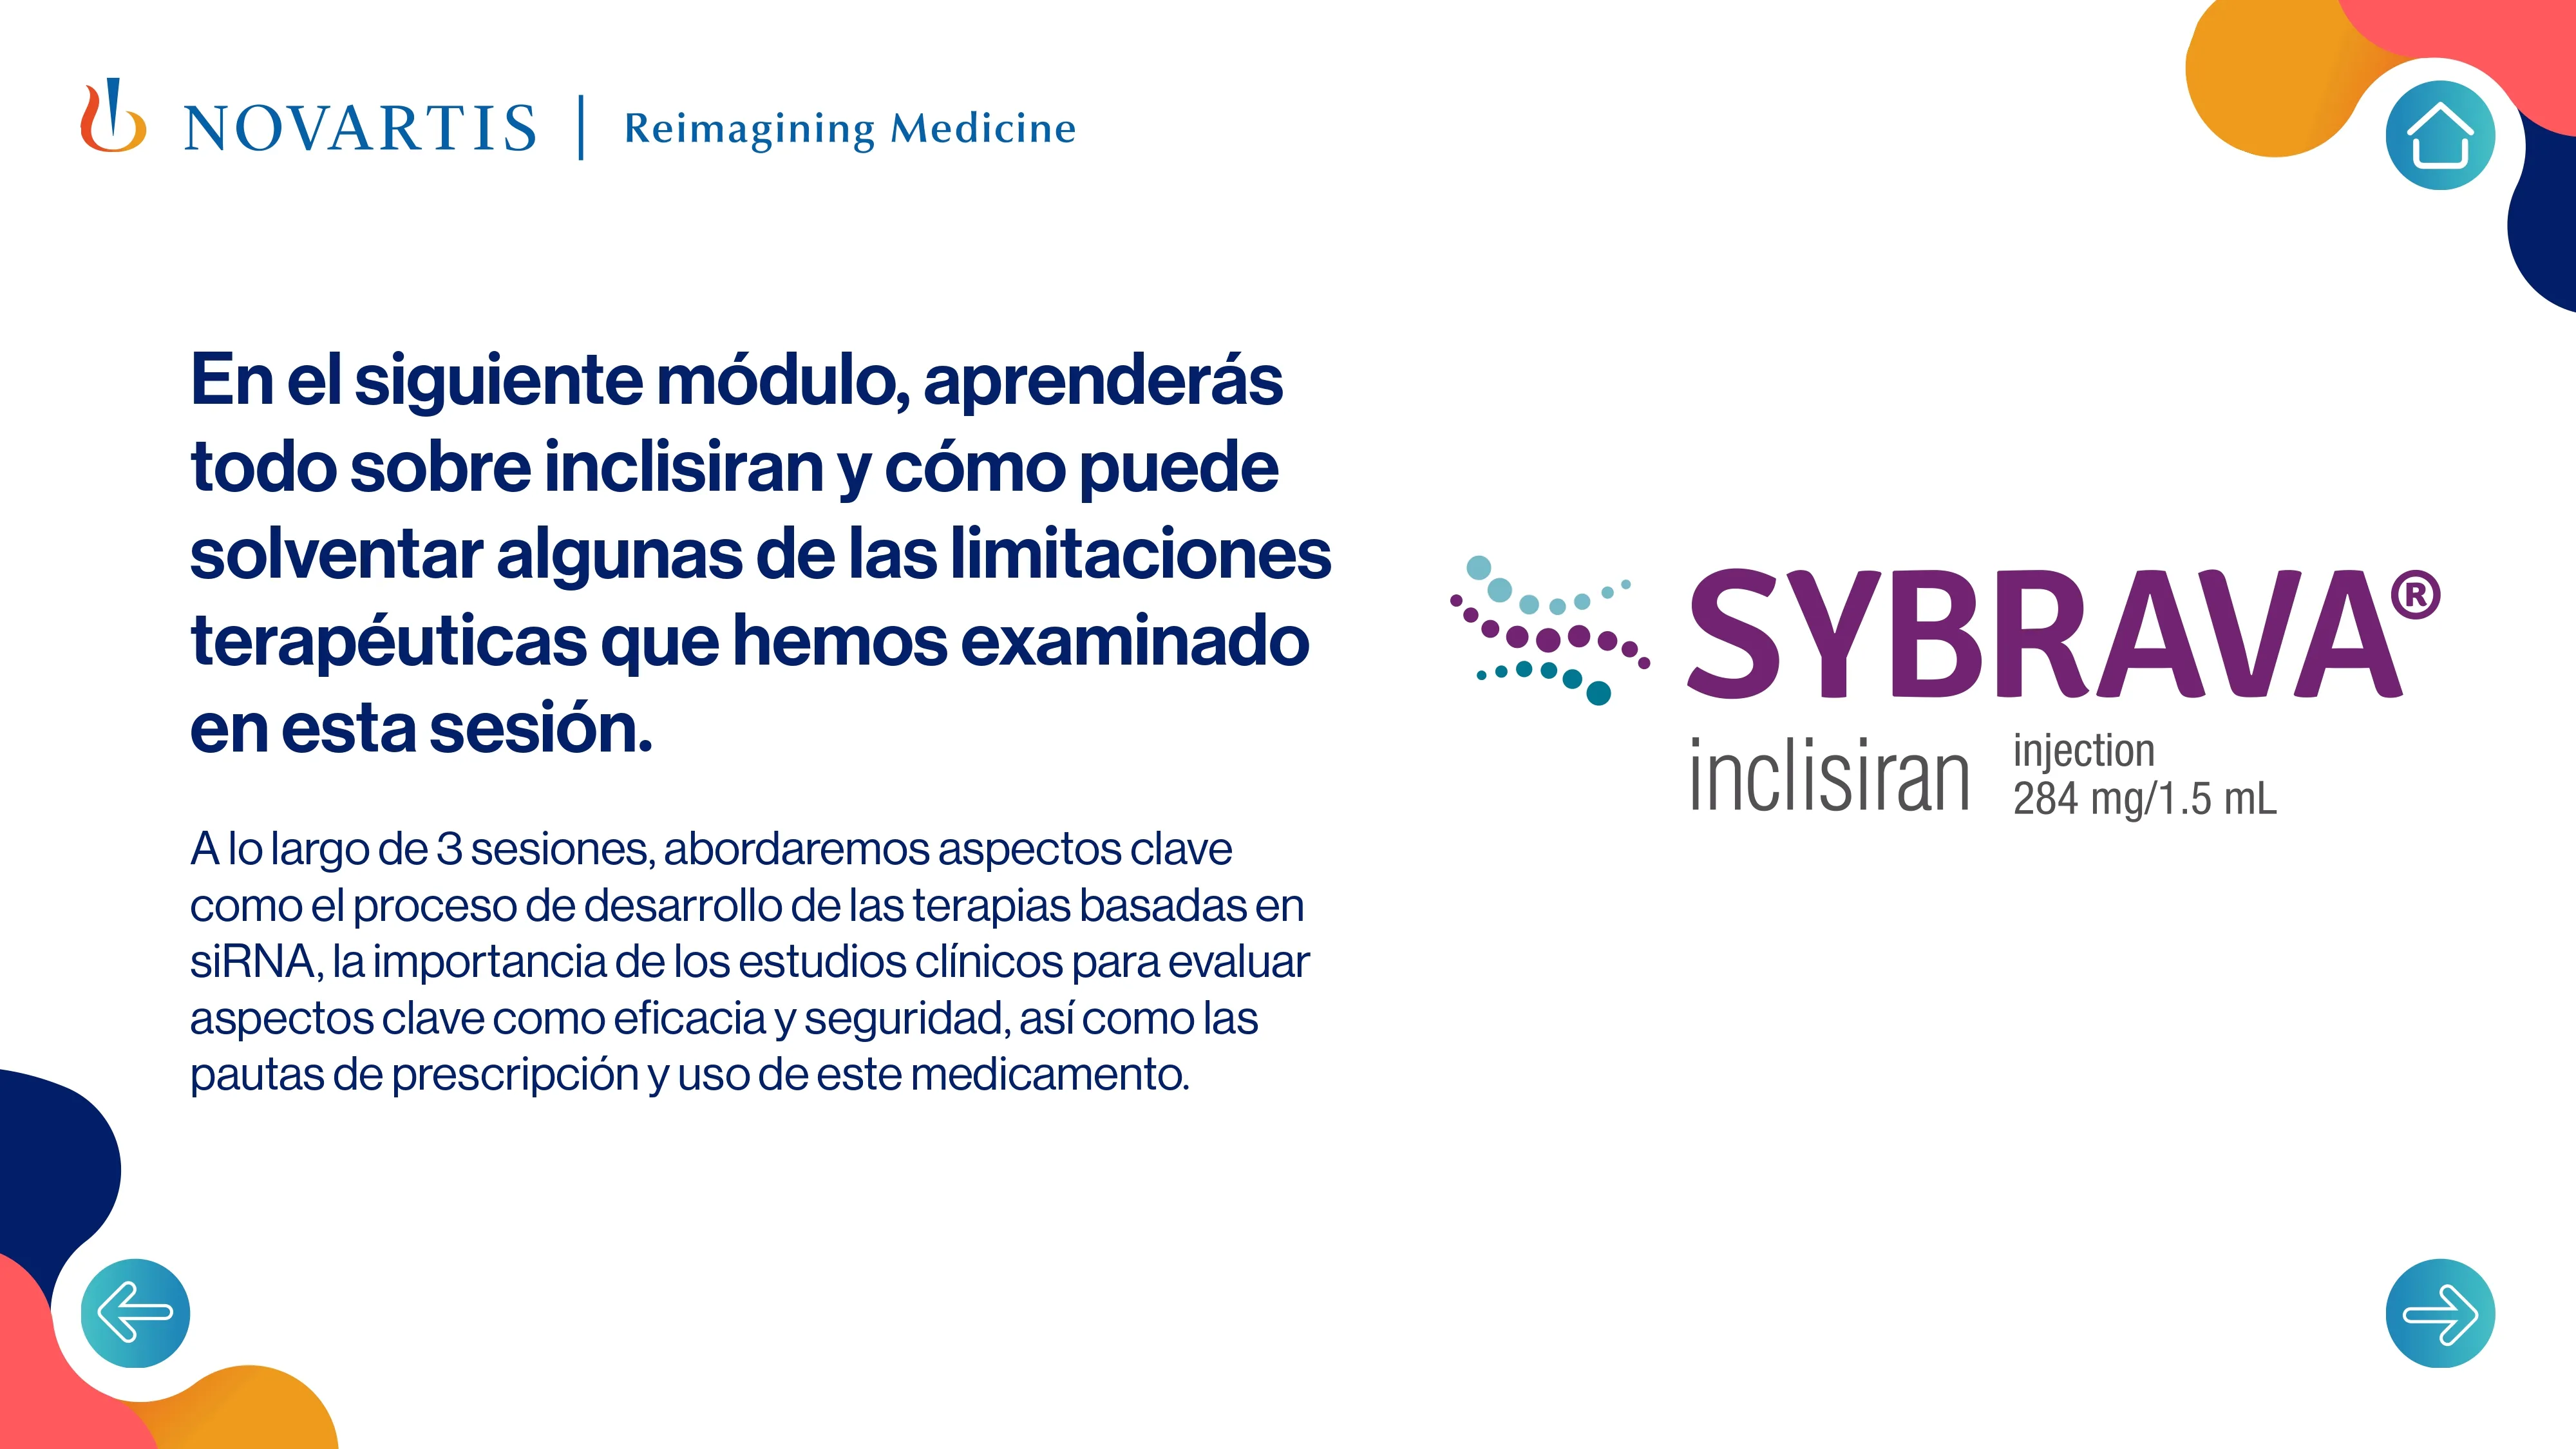 NOVARTIS | Reimagining Medicine
En el siguiente módulo, aprenderás
todo sobre inclisiran y cómo puede
solventar algunas de las limitaciones
terapéuticas que hemos examinado
en esta sesión.
A lo largo de 3 sesiones, abordaremos aspectos clave
como el proceso de desarrollo de las terapias basadas en
siRNA, la importancia de los estudios clínicos para evaluar
aspectos clave como eficacia y seguridad, así como las
pautas de prescripción y uso de este medicamento.
SYBRAVA®
inclisiran
injection
284 mg/1.5 mL